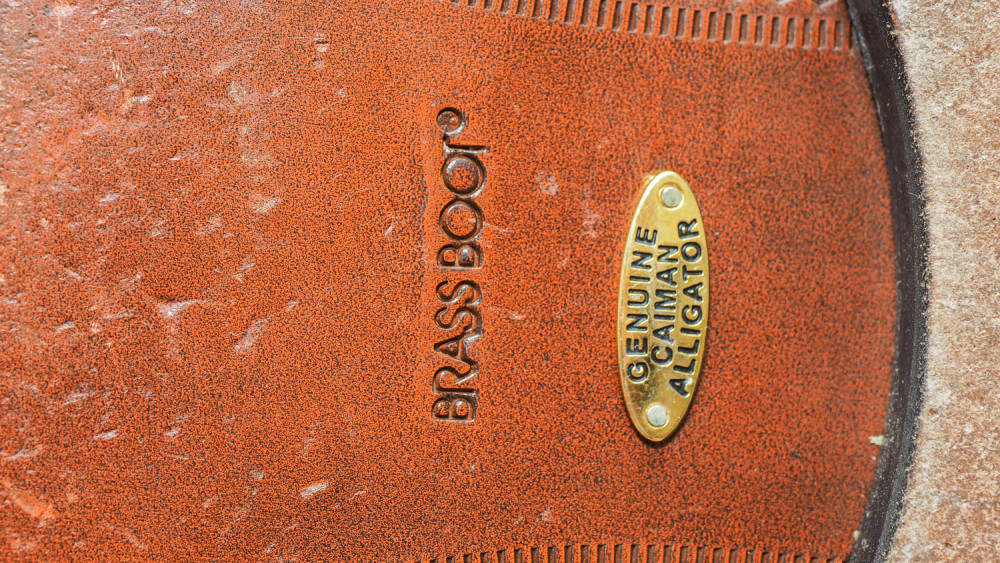 BRASS BOOT®
GENUINE
CAIMAN
ALLIGATOR